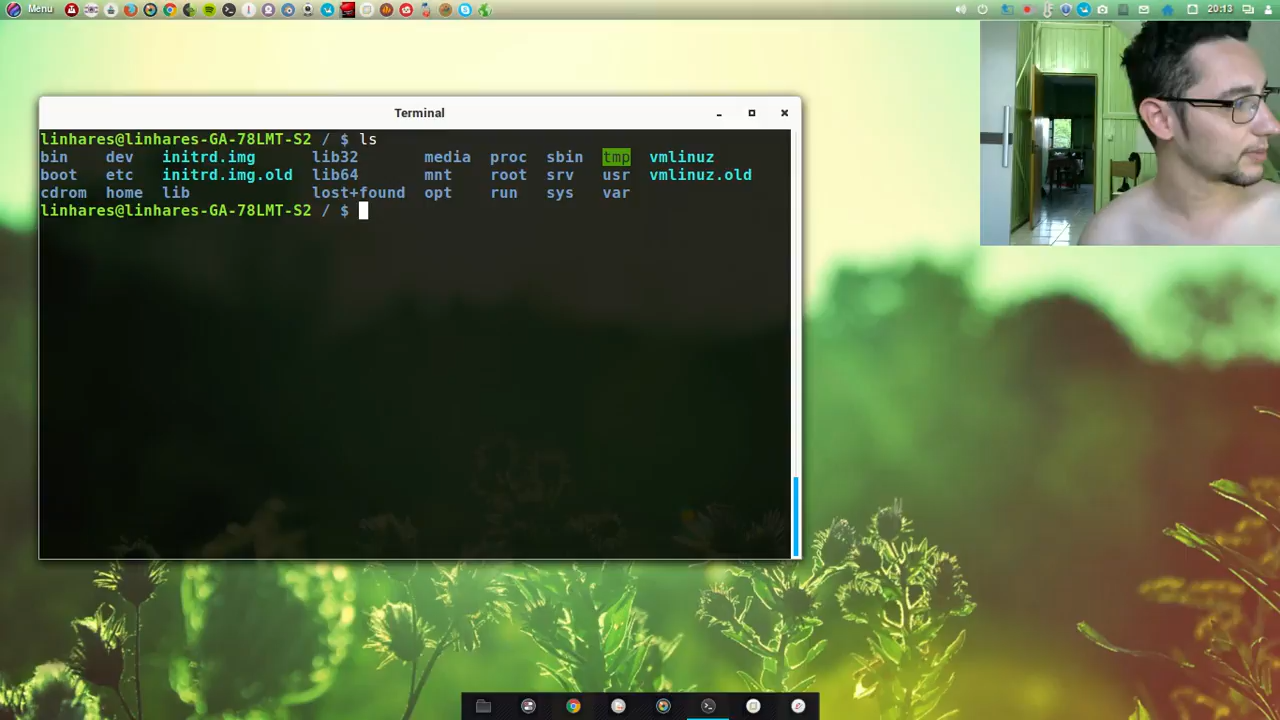 Menu 20:13
Terminal
linhares@linhares-GA-78LMT-S2 / $ ls
bin dev initrd.img lib32 media proc sbin tmp vmlinuz
boot etc initrd.img.old lib64 mnt root srv usr vmlinuz.old
cdrom home lib lost+found opt run sys var
linhares@linhares-GA-78LMT-S2 / $